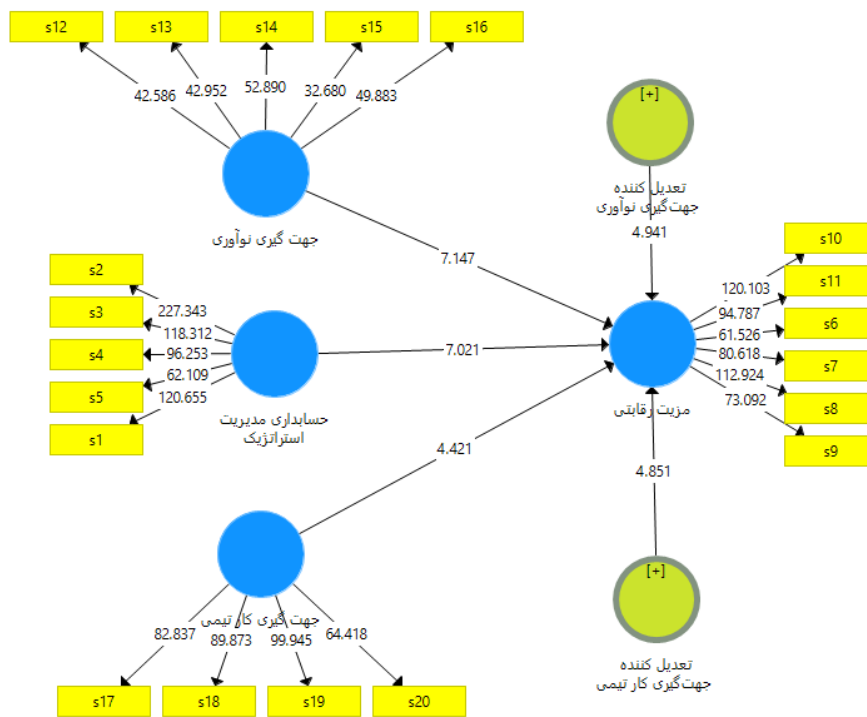 s12
s13
s14
s15
s16
42.586
42.952
52.890
32.680
49.883
جهت گیری نوآوری
[+]
تعدیل کننده
جهت‌گیری نوآوری
4.941
7.147
s2
s3
s4
s5
s1
227.343
118.312
96.253
62.109
120.655
حسابداری مدیریت
استراتژیک
7.021
مزیت رقابتی
s10
s11
s6
s7
s8
s9
120.103
94.787
61.526
80.618
112.924
73.092
4.421
4.851
جهت گیری کار تیمی
82.837
89.873
99.945
64.418
s17
s18
s19
s20
[+]
تعدیل کننده
جهت‌گیری کار تیمی